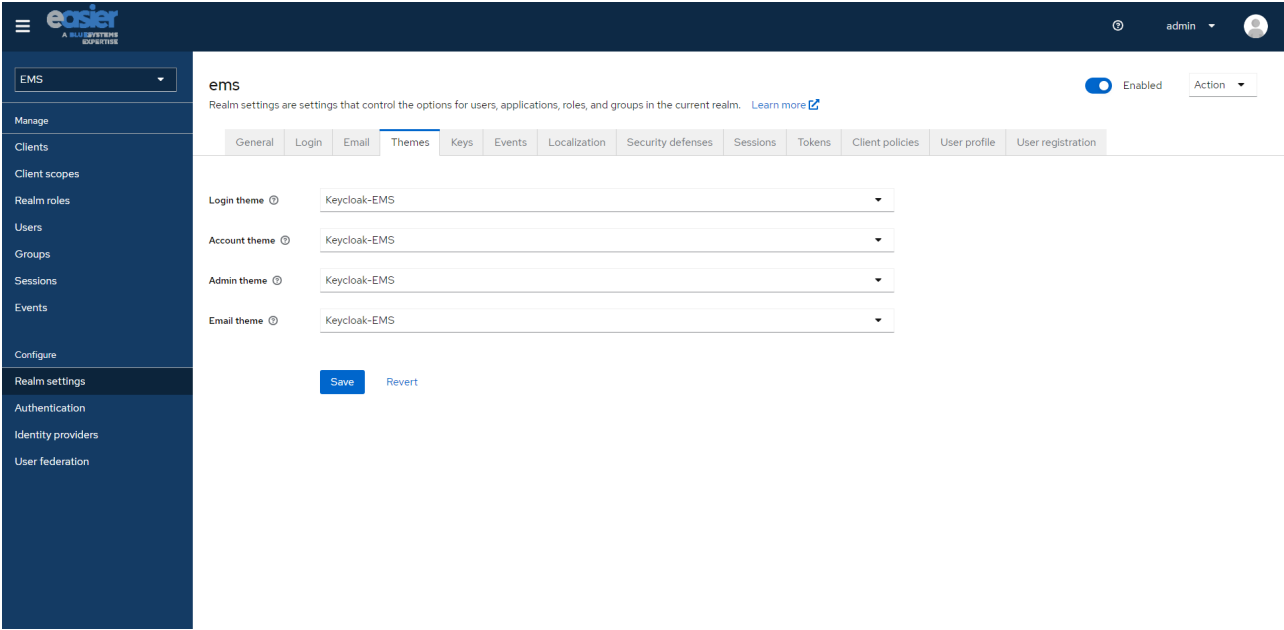 easier
A BLUESYSTEMS
EXPERTISE
admin
EMS
Manage
Clients
Client scopes
Realm roles
Users
Groups
Sessions
Events
Configure
Realm settings
Authentication
Identity providers
User federation
ems
Enabled
Action
Realm settings are settings that control the options for users, applications, roles, and groups in the current realm. Learn more
General Login Email Themes Keys Events Localization Security defenses Sessions Tokens Client policies User profile User registration
Login theme Keycloak-EMS
Account theme Keycloak-EMS
Admin theme Keycloak-EMS
Email theme Keycloak-EMS
Save Revert